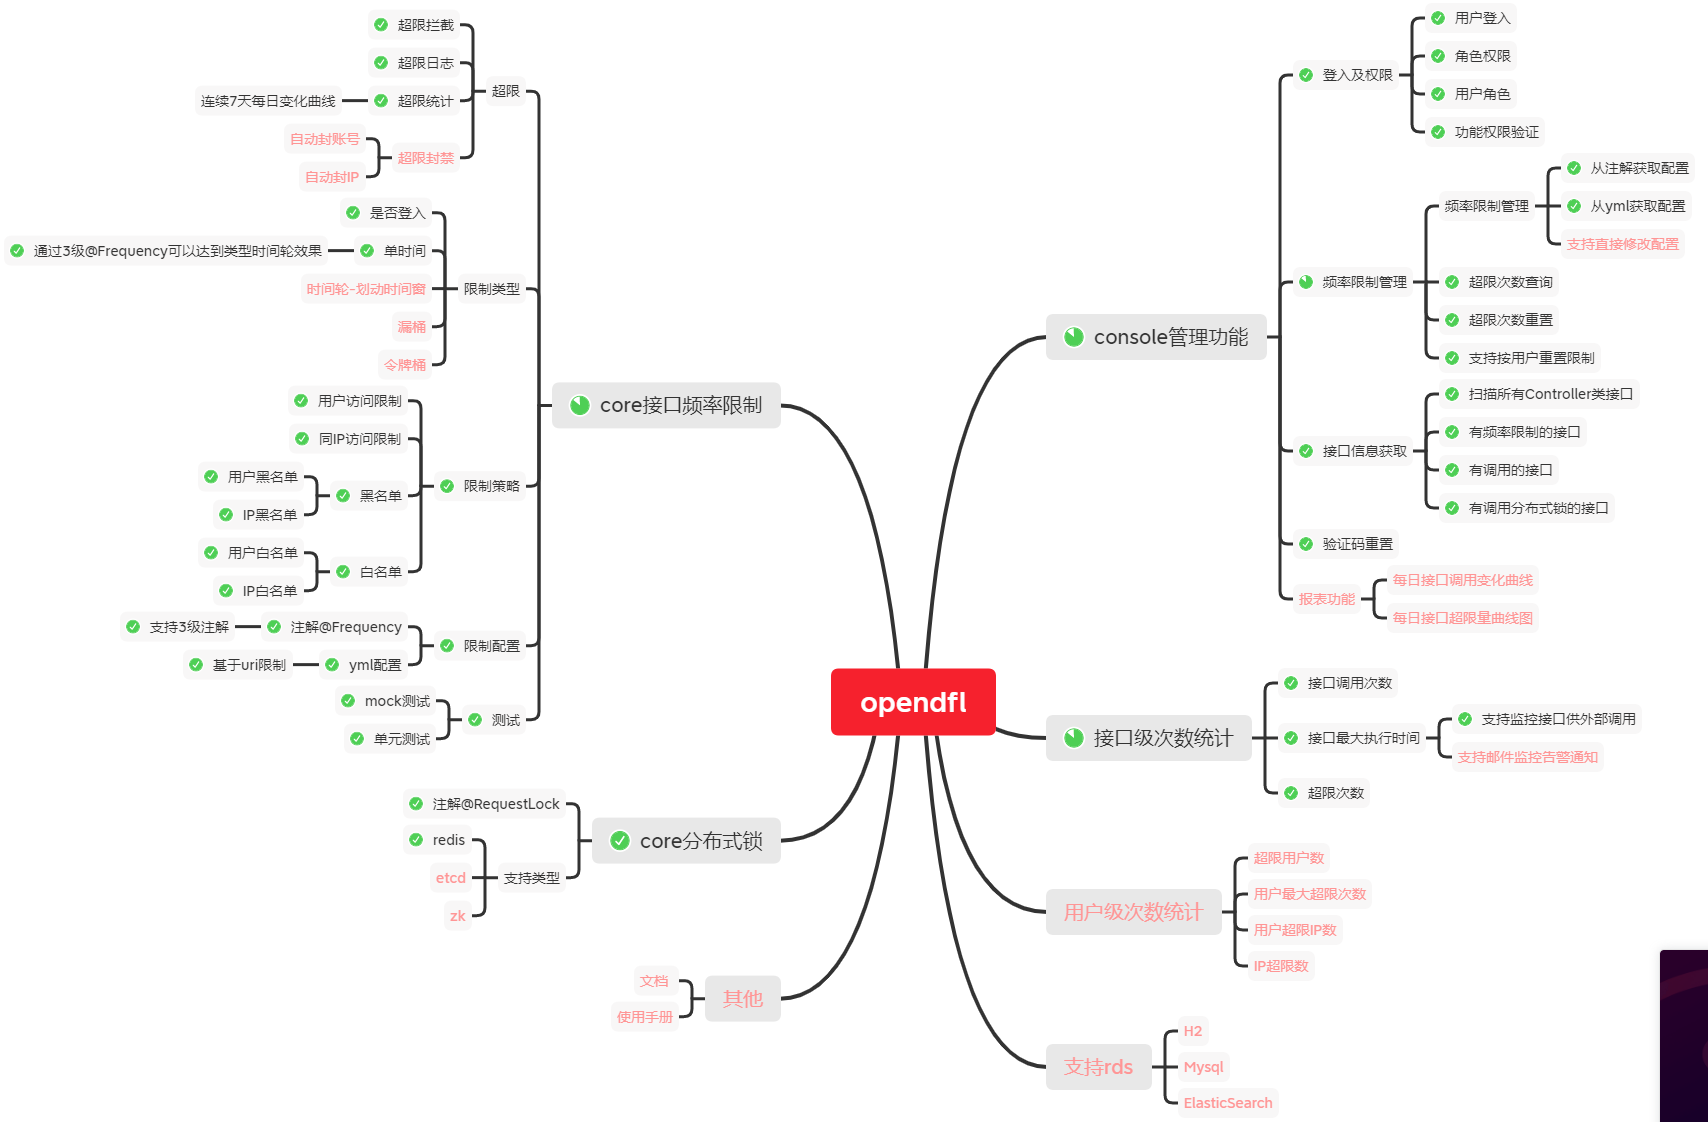 opendfl
core接口频率限制
超限
超限拦截
超限日志
超限统计
连续7天每日变化曲线
超限封禁
自动封账号
自动封IP
限制类型
是否登入
单时间
通过3级@Frequency可以达到类型时间轮效果
时间轮-划动时间窗
漏桶
令牌桶
限制策略
用户访问限制
同IP访问限制
黑名单
用户黑名单
IP黑名单
白名单
用户白名单
IP白名单
限制配置
注解@Frequency
支持3级注解
yml配置
基于uri限制
测试
mock测试
单元测试
core分布式锁
注解@RequestLock
支持类型
redis
etcd
zk
其他
文档
使用手册
console管理功能
登入及权限
用户登入
角色权限
用户角色
功能权限验证
频率限制管理
频率限制管理
从注解获取配置
从yml获取配置
支持直接修改配置
超限次数查询
超限次数重置
支持按用户重置限制
接口信息获取
扫描所有Controller类接口
有频率限制的接口
有调用的接口
有调用分布式锁的接口
验证码重置
报表功能
每日接口调用变化曲线
每日接口超限量曲线图
接口级次数统计
接口调用次数
接口最大执行时间
支持监控接口供外部调用
支持邮件监控告警通知
超限次数
用户级次数统计
超限用户数
用户最大超限次数
用户超限IP数
IP超限数
支持rds
H2
Mysql
ElasticSearch